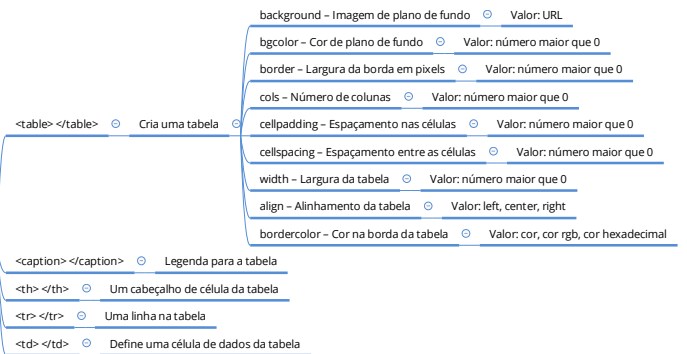 background – Imagem de plano de fundo Valor: URL
bgcolor – Cor de plano de fundo Valor: número maior que 0
border – Largura da borda em pixels Valor: número maior que 0
cols – Número de colunas Valor: número maior que 0
<table> </table> Cria uma tabela cellpadding – Espaçamento nas células Valor: número maior que 0
cellspacing – Espaçamento entre as células Valor: número maior que 0
width – Largura da tabela Valor: número maior que 0
align – Alinhamento da tabela Valor: left, center, right
bordercolor – Cor na borda da tabela Valor: cor, cor rgb, cor hexadecimal
<caption> </caption> Legenda para a tabela
<th> </th> Um cabeçalho de célula da tabela
<tr> </tr> Uma linha na tabela
<td> </td> Define uma célula de dados da tabela